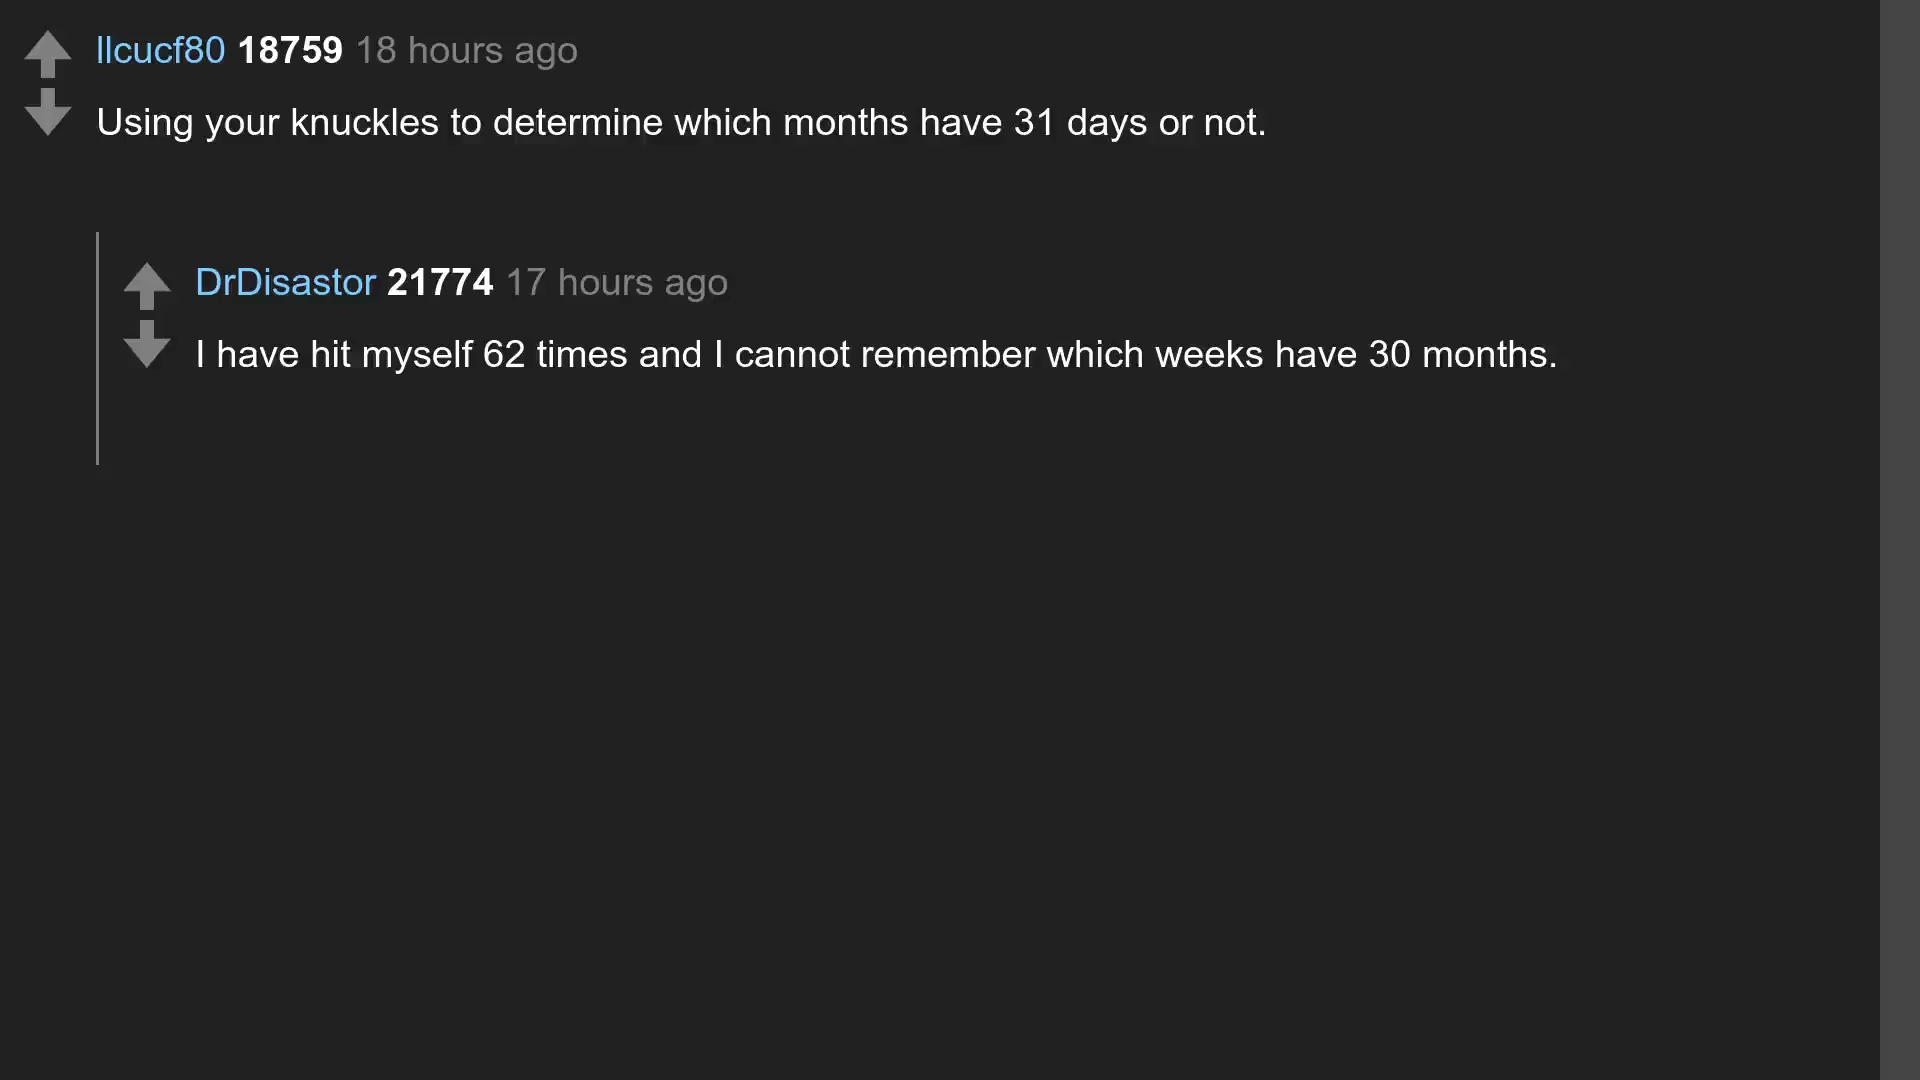 llcucf80 18759 18 hours ago
Using your knuckles to determine which months have 31 days or not.
DrDisastor 21774 17 hours ago
I have hit myself 62 times and I cannot remember which weeks have 30 months.